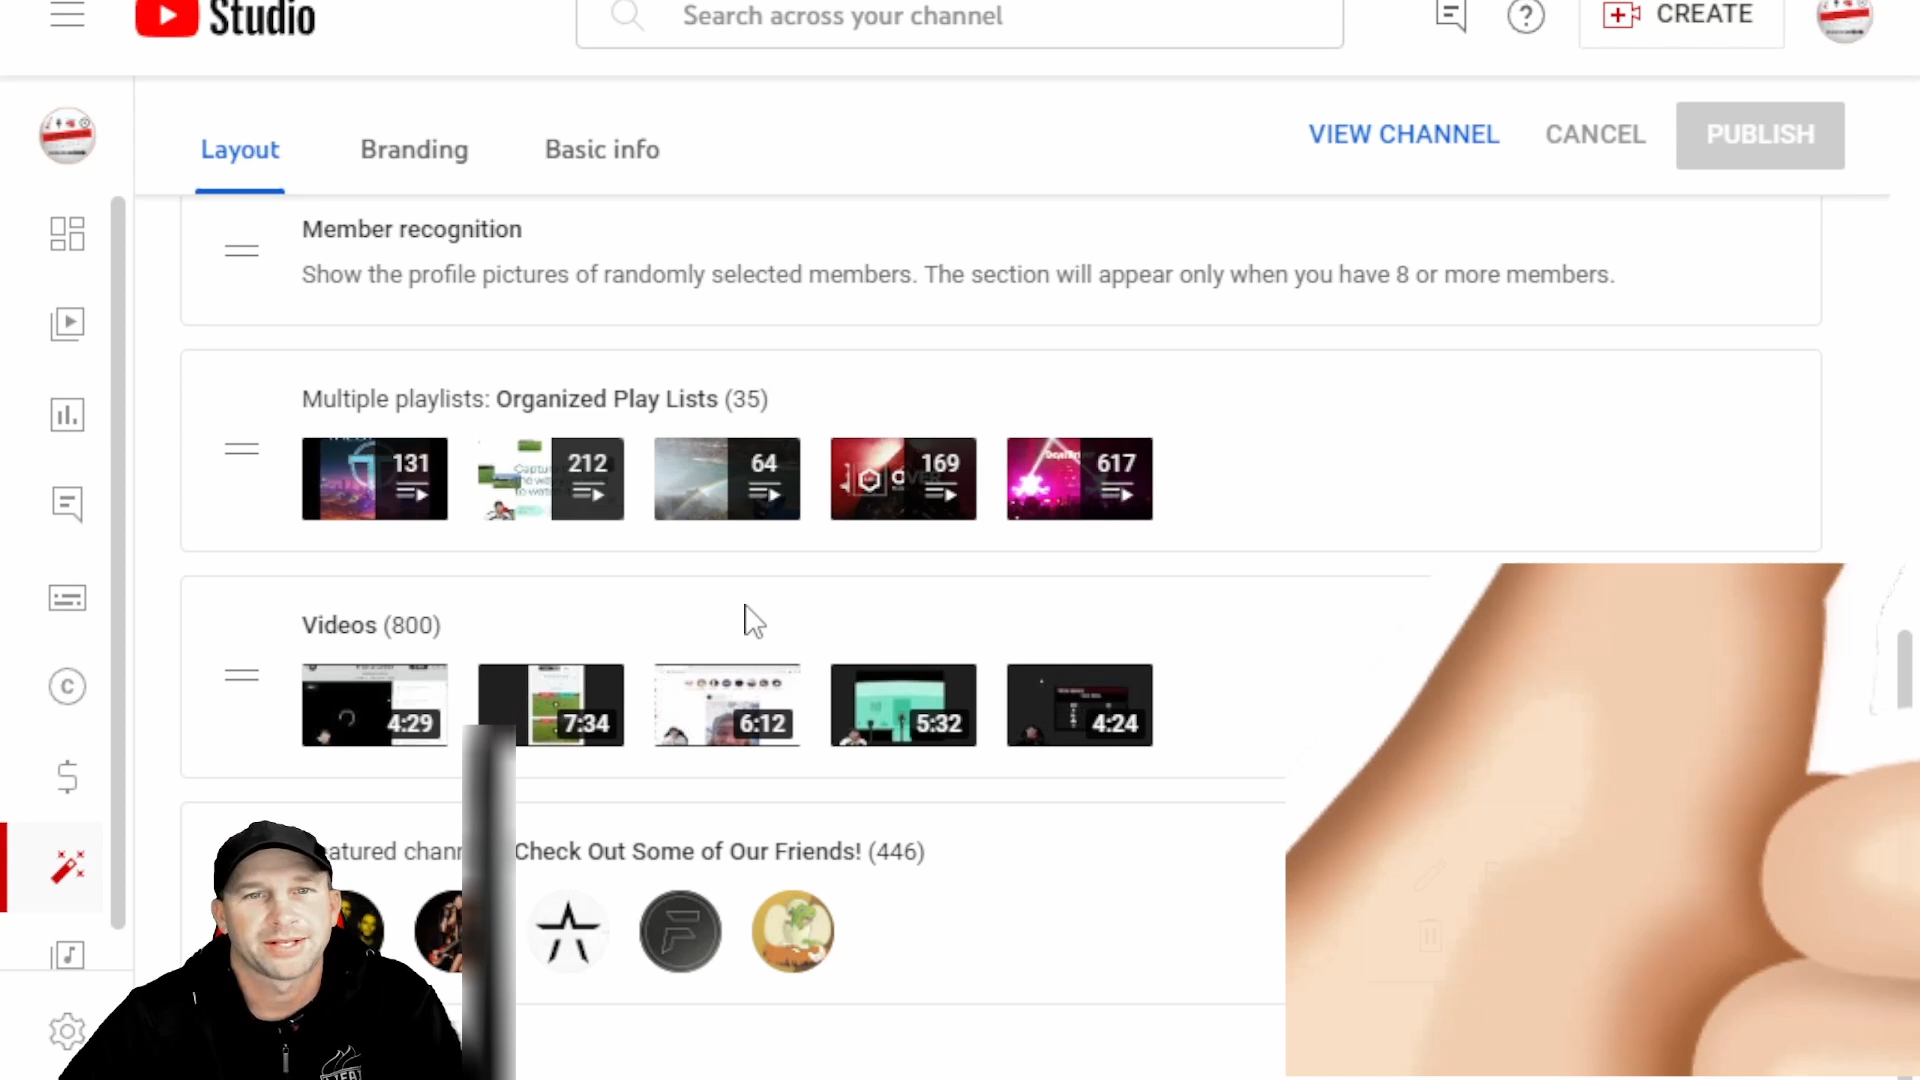 Studio
Search across your channel
CREATE
Layout
Branding
Basic info
VIEW CHANNEL
CANCEL
PUBLISH
Member recognition
Show the profile pictures of randomly selected members. The section will appear only when you have 8 or more members.
Multiple playlists: Organized Play Lists (35)
131
212
64
169
617
Videos (800)
4:29
7:34
6:12
5:32
4:24
Check Out Some of Our Friends! (446)